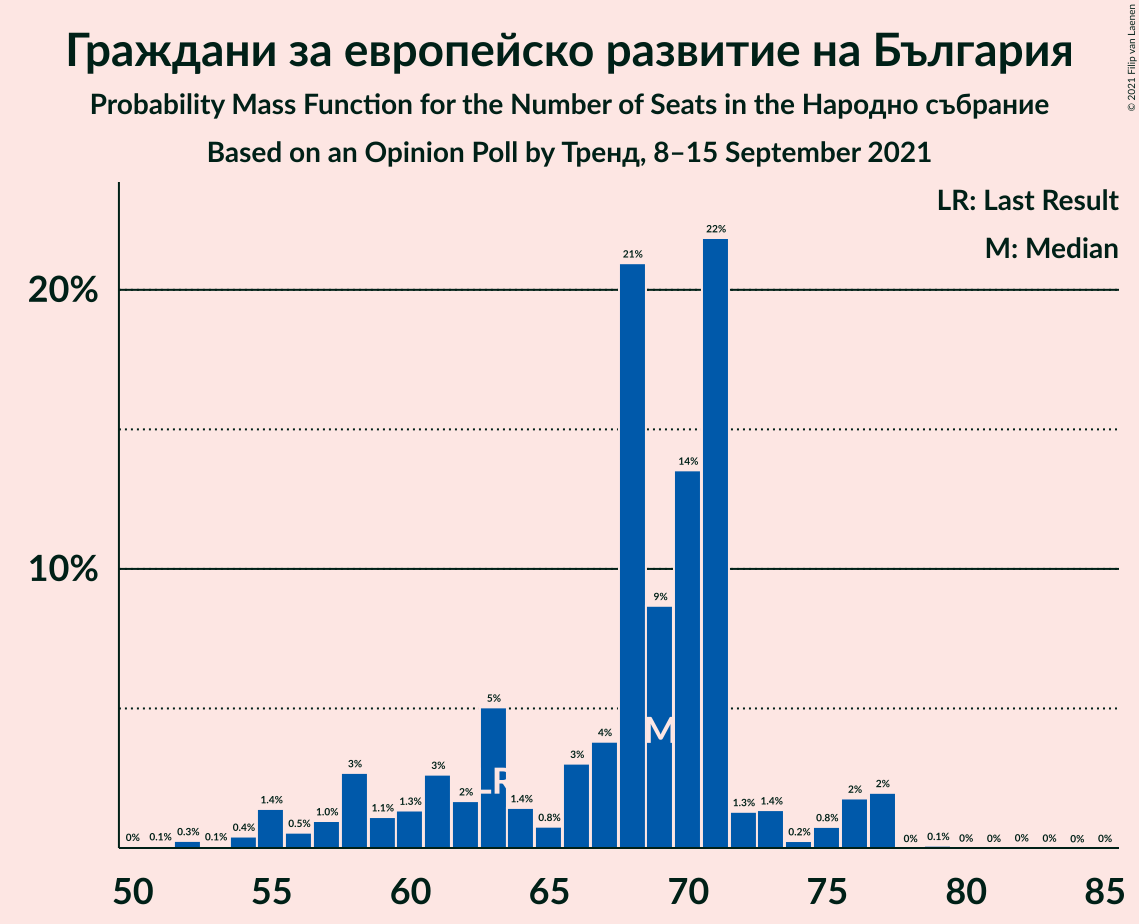 Граждани за европейско развитие на България
Probability Mass Function for the Number of Seats in the Народно събрание
Based on an Opinion Poll by Тренд, 8–15 September 2021
© 2021 Filip van Laenen
LR: Last Result
M: Median
20%
10%
0% 0.1% 0.3% 0.1% 0.4% 1.4% 0.5% 1.0% 3% 1.1% 1.3% 3% 2% 5% 1.4% 0.8% 3% 4% 21% 9% 14% 22% 1.3% 1.4% 0.2% 0.8% 2% 2% 0% 0.1% 0% 0% 0% 0% 0% 0%
LR
M
50 55 60 65 70 75 80 85